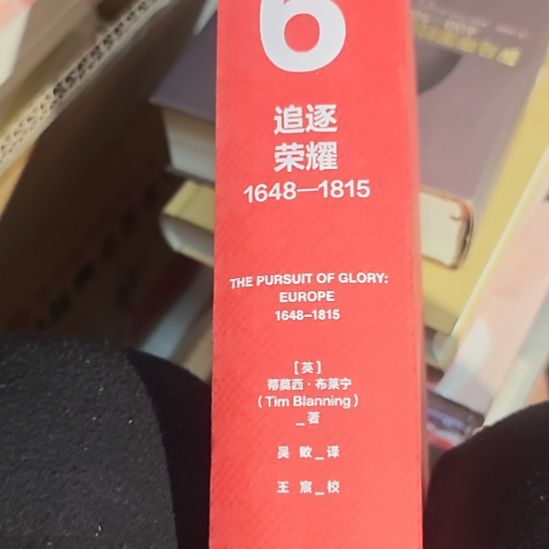 6
追逐
荣耀
1648—1815
THE PURSUIT OF GLORY:
EUROPE
1648–1815
[英]
蒂莫西·布莱宁
(Tim Blanning)
_著
吴畋_译
王宸_校